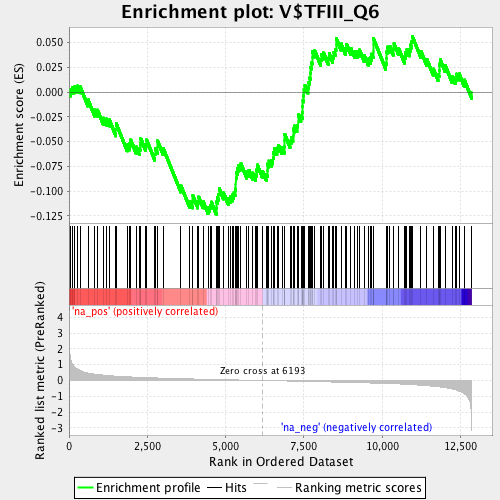 Enrichment plot: V$TFIII_Q6
Enrichment score (ES)
0.050
0.025
0.000
-0.025
-0.050
-0.075
-0.100
-0.125
'na_pos' (positively correlated)
Ranked list metric (PreRanked)
4
3
2
1
0
-1
-2
-3
Zero cross at 6193
'na_neg' (negatively correlated)
0
2,500
5,000
7,500
10,000
12,500
Rank in Ordered Dataset
Enrichment profile
Hits
Ranking metric scores